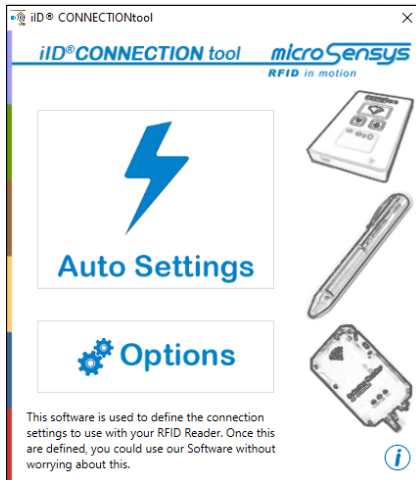 iID® CONNECTIONtool
iID®CONNECTION tool
microSensys
RFID in motion
Auto Settings
Options
This software is used to define the connection
settings to use with your RFID Reader. Once this
are defined, you could use our Software without
worrying about this.
i